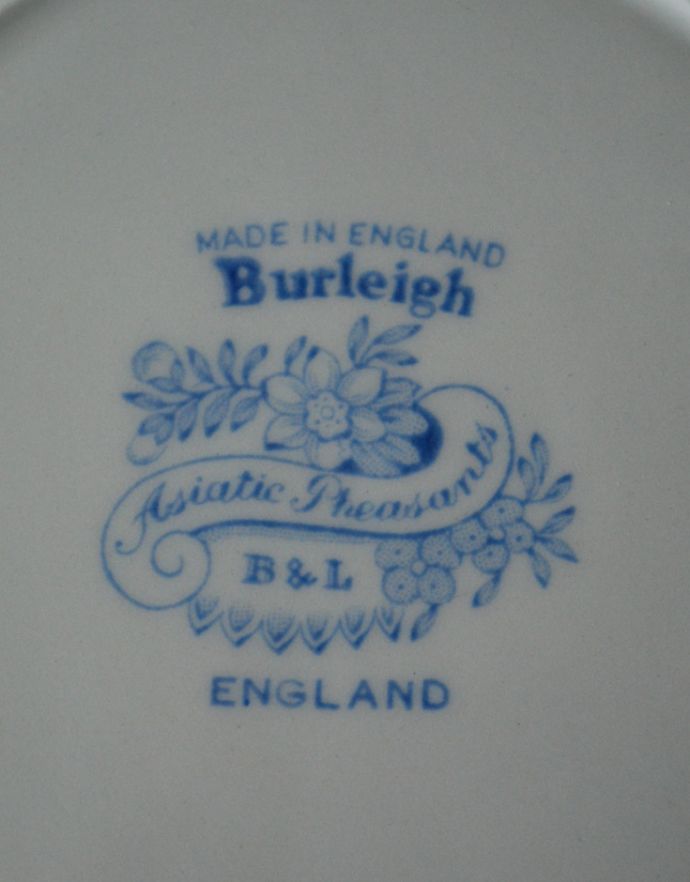 MADE IN ENGLAND
Burleigh
Asiatic Pheasants
B & L
ENGLAND